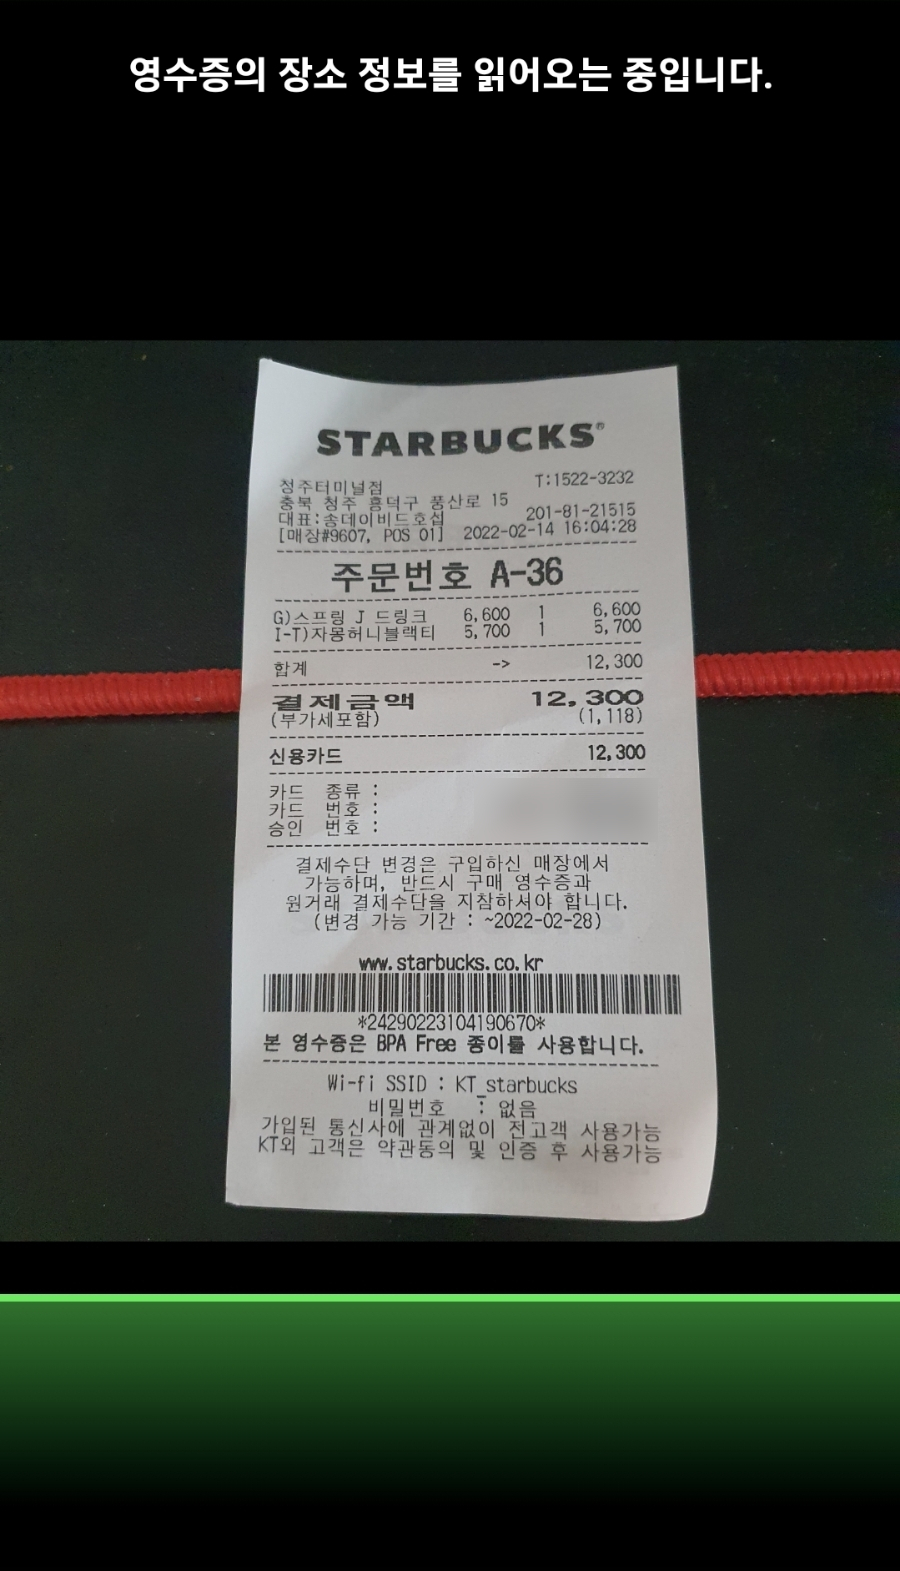 영수증의 장소 정보를 읽어오는 중입니다.
STARBUCKS®
청주터미널점 T:1522-3232
충북 청주 흥덕구 풍산로 15
대표:송데이비드호섭 201-81-21515
[매장#9607, POS 01] 2022-02-14 16:04:28
주문번호 A-36
G)스프링 J 드링크 6,600 1 6,600
I-T)자몽허니블랙티 5,700 1 5,700
합계 -> 12,300
결제금액 12,300
(부가세포함) (1,118)
신용카드 12,300
카드 종류 :
카드 번호 :
승인 번호 :
결제수단 변경은 구입하신 매장에서
가능하며, 반드시 구매 영수증과
원거래 결제수단을 지참하셔야 합니다.
(변경 가능 기간 : ~2022-02-28)
www.starbucks.co.kr
*24290223104190670*
본 영수증은 BPA Free 종이를 사용합니다.
Wi-fi SSID : KT_starbucks
비밀번호 : 없음
가입된 통신사에 관계없이 전고객 사용가능
KT외 고객은 약관동의 및 인증 후 사용가능